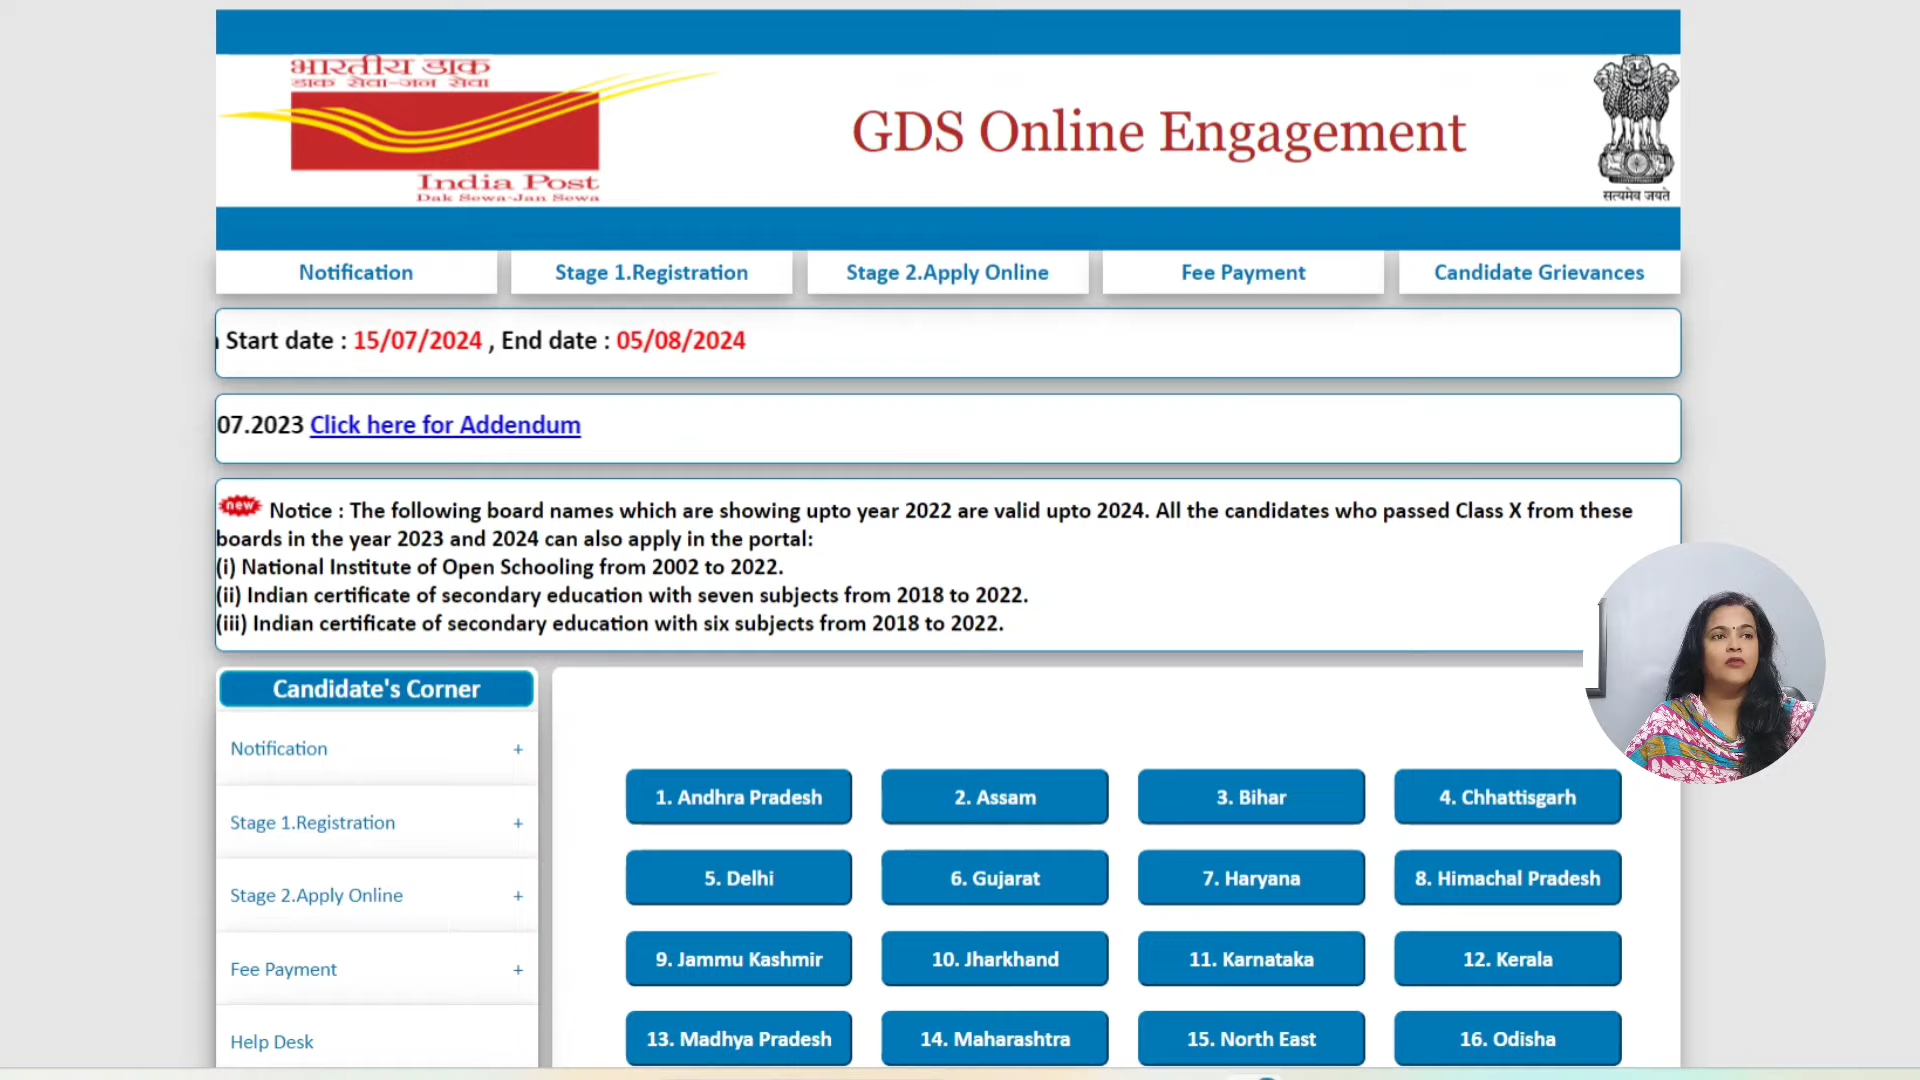 भारतीय डाक
डाक सेवा-जन सेवा
India Post
Dak Sewa-Jan Sewa
GDS Online Engagement
सत्यमेव जयते
Notification
Stage 1.Registration
Stage 2.Apply Online
Fee Payment
Candidate Grievances
Start date : 15/07/2024 , End date : 05/08/2024
07.2023 Click here for Addendum
new Notice : The following board names which are showing upto year 2022 are valid upto 2024. All the candidates who passed Class X from these
boards in the year 2023 and 2024 can also apply in the portal:
(i) National Institute of Open Schooling from 2002 to 2022.
(ii) Indian certificate of secondary education with seven subjects from 2018 to 2022.
(iii) Indian certificate of secondary education with six subjects from 2018 to 2022.
Candidate's Corner
Notification +
Stage 1.Registration +
Stage 2.Apply Online +
Fee Payment +
Help Desk
1. Andhra Pradesh
2. Assam
3. Bihar
4. Chhattisgarh
5. Delhi
6. Gujarat
7. Haryana
8. Himachal Pradesh
9. Jammu Kashmir
10. Jharkhand
11. Karnataka
12. Kerala
13. Madhya Pradesh
14. Maharashtra
15. North East
16. Odisha